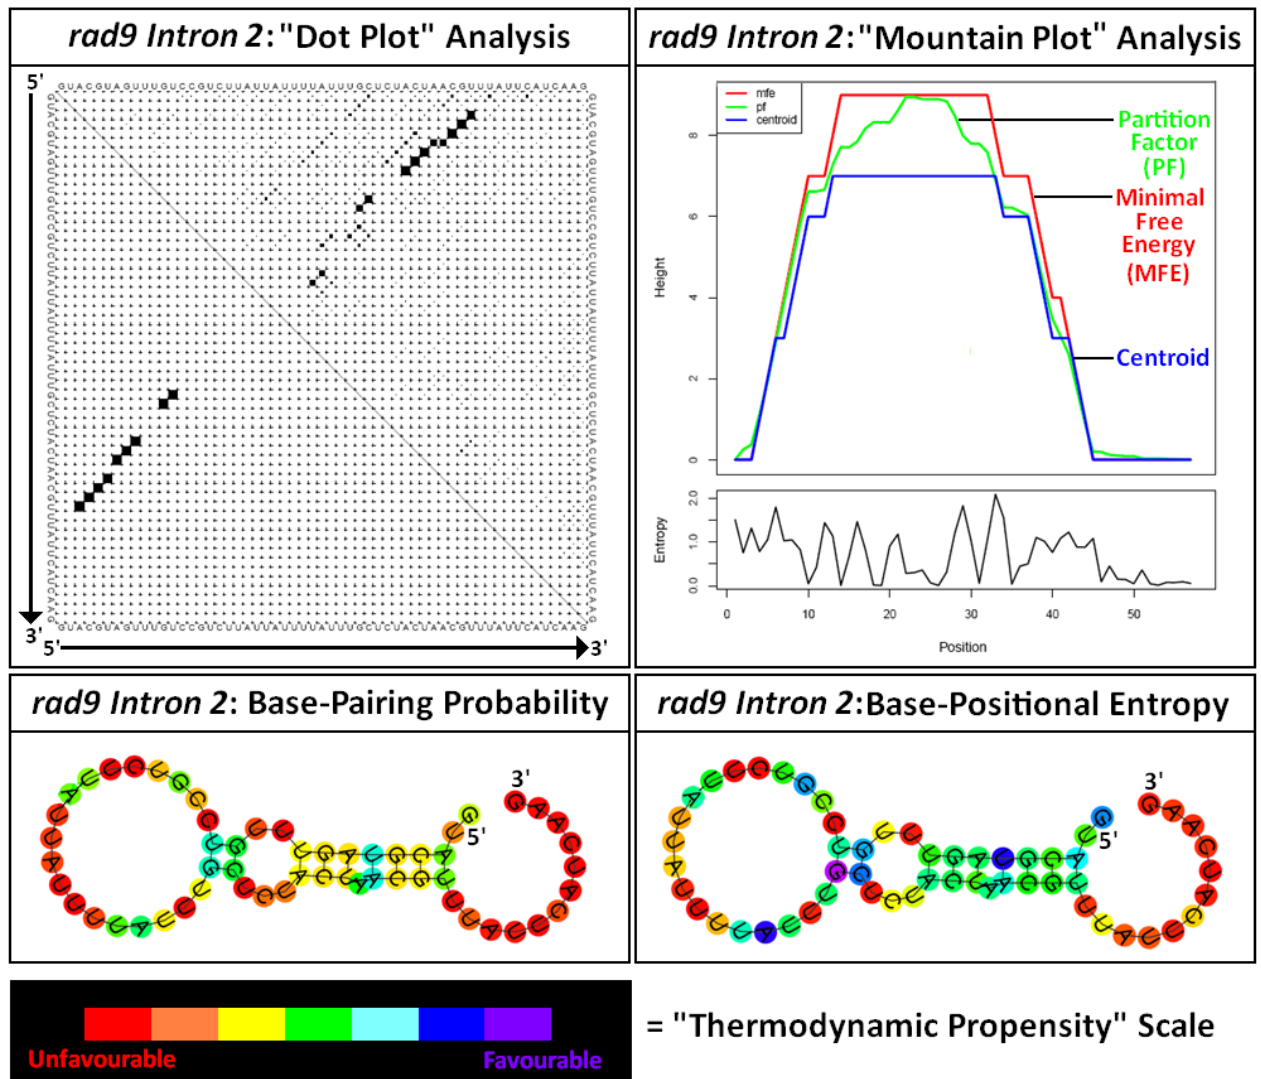 rad9 Intron 2:"Dot Plot" Analysis
5'
3'
5'
3'
rad9 Intron 2:"Mountain Plot" Analysis
mfe
pf
centroid
Partition
Factor
(PF)
Minimal
Free
Energy
(MFE)
Centroid
Height
8
6
4
2
0
Entropy
2.0
1.0
0.0
0 10 20 30 40 50
Position
rad9 Intron 2: Base-Pairing Probability
3'
5'
rad9 Intron 2:Base-Positional Entropy
3'
5'
Unfavourable
Favourable
= "Thermodynamic Propensity" Scale